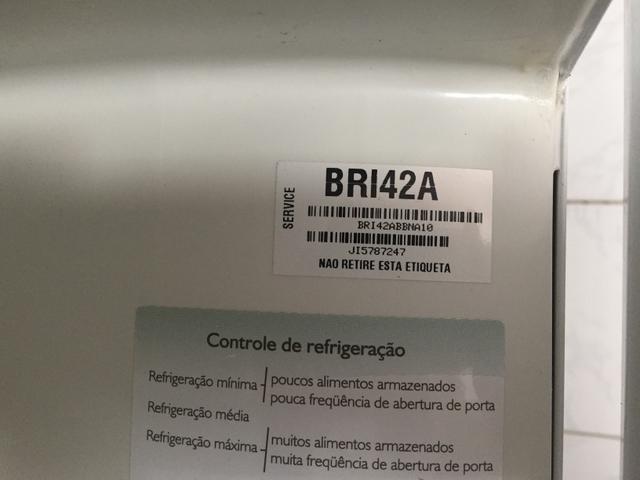 SERVICE
BRI42A
BRI42ABBNA10
JI5787247
NAO RETIRE ESTA ETIQUETA
Controle de refrigeração
Refrigeração mínima poucos alimentos armazenados
pouca freqüência de abertura de porta
Refrigeração média
Refrigeração máxima muitos alimentos armazenados
muita freqüência de abertura de porta